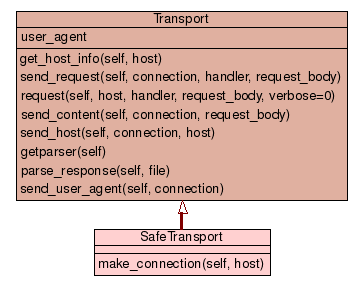 Transport
user_agent
get_host_info(self, host)
send_request(self, connection, handler, request_body)
request(self, host, handler, request_body, verbose=0)
send_content(self, connection, request_body)
send_host(self, connection, host)
getparser(self)
parse_response(self, file)
send_user_agent(self, connection)
SafeTransport
make_connection(self, host)